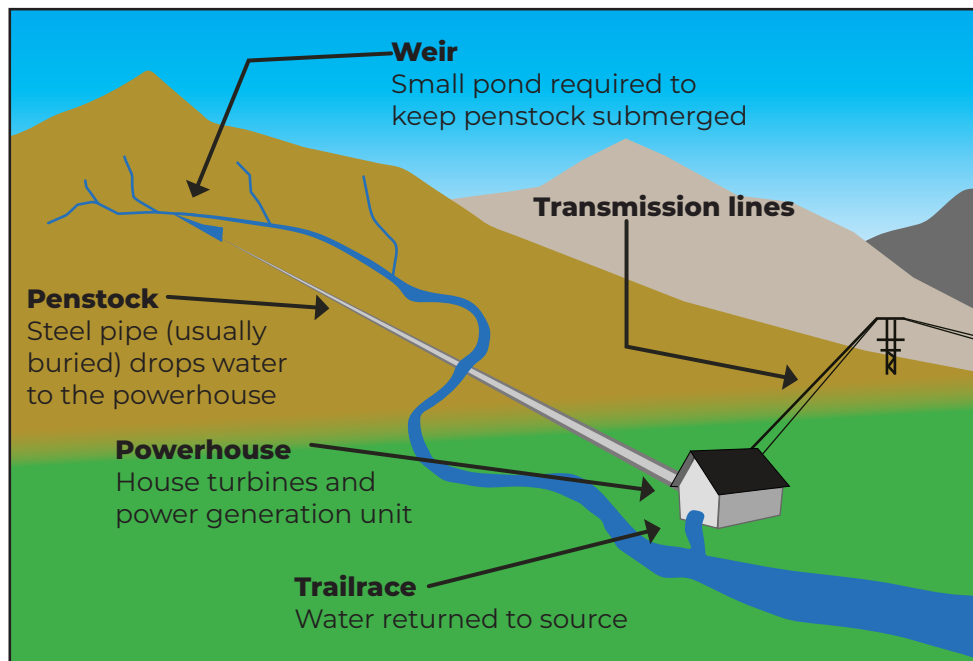 Weir
Small pond required to
keep penstock submerged
Transmission lines
Penstock
Steel pipe (usually
buried) drops water
to the powerhouse
Powerhouse
House turbines and
power generation unit
Trailrace
Water returned to source